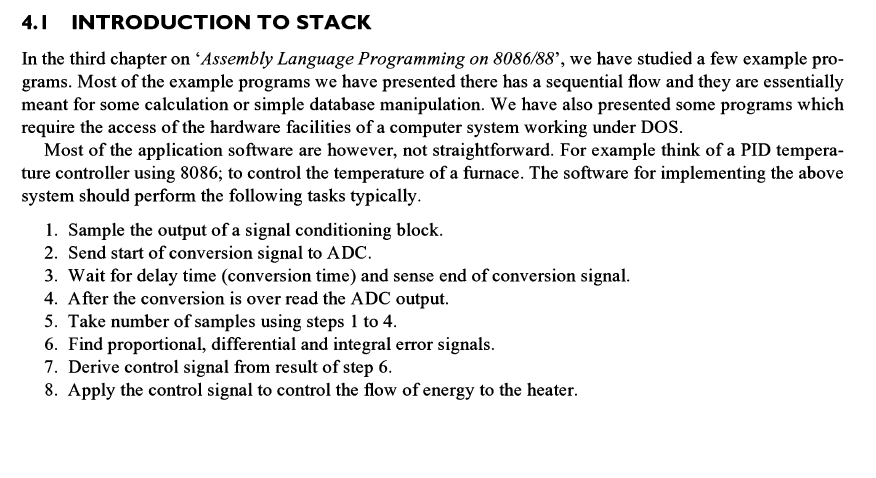 4.1 INTRODUCTION TO STACK
In the third chapter on ‘Assembly Language Programming on 8086/88’, we have studied a few example pro-
grams. Most of the example programs we have presented there has a sequential flow and they are essentially
meant for some calculation or simple database manipulation. We have also presented some programs which
require the access of the hardware facilities of a computer system working under DOS.
Most of the application software are however, not straightforward. For example think of a PID tempera-
ture controller using 8086; to control the temperature of a furnace. The software for implementing the above
system should perform the following tasks typically.
1. Sample the output of a signal conditioning block.
2. Send start of conversion signal to ADC.
3. Wait for delay time (conversion time) and sense end of conversion signal.
4. After the conversion is over read the ADC output.
5. Take number of samples using steps 1 to 4.
6. Find proportional, differential and integral error signals.
7. Derive control signal from result of step 6.
8. Apply the control signal to control the flow of energy to the heater.